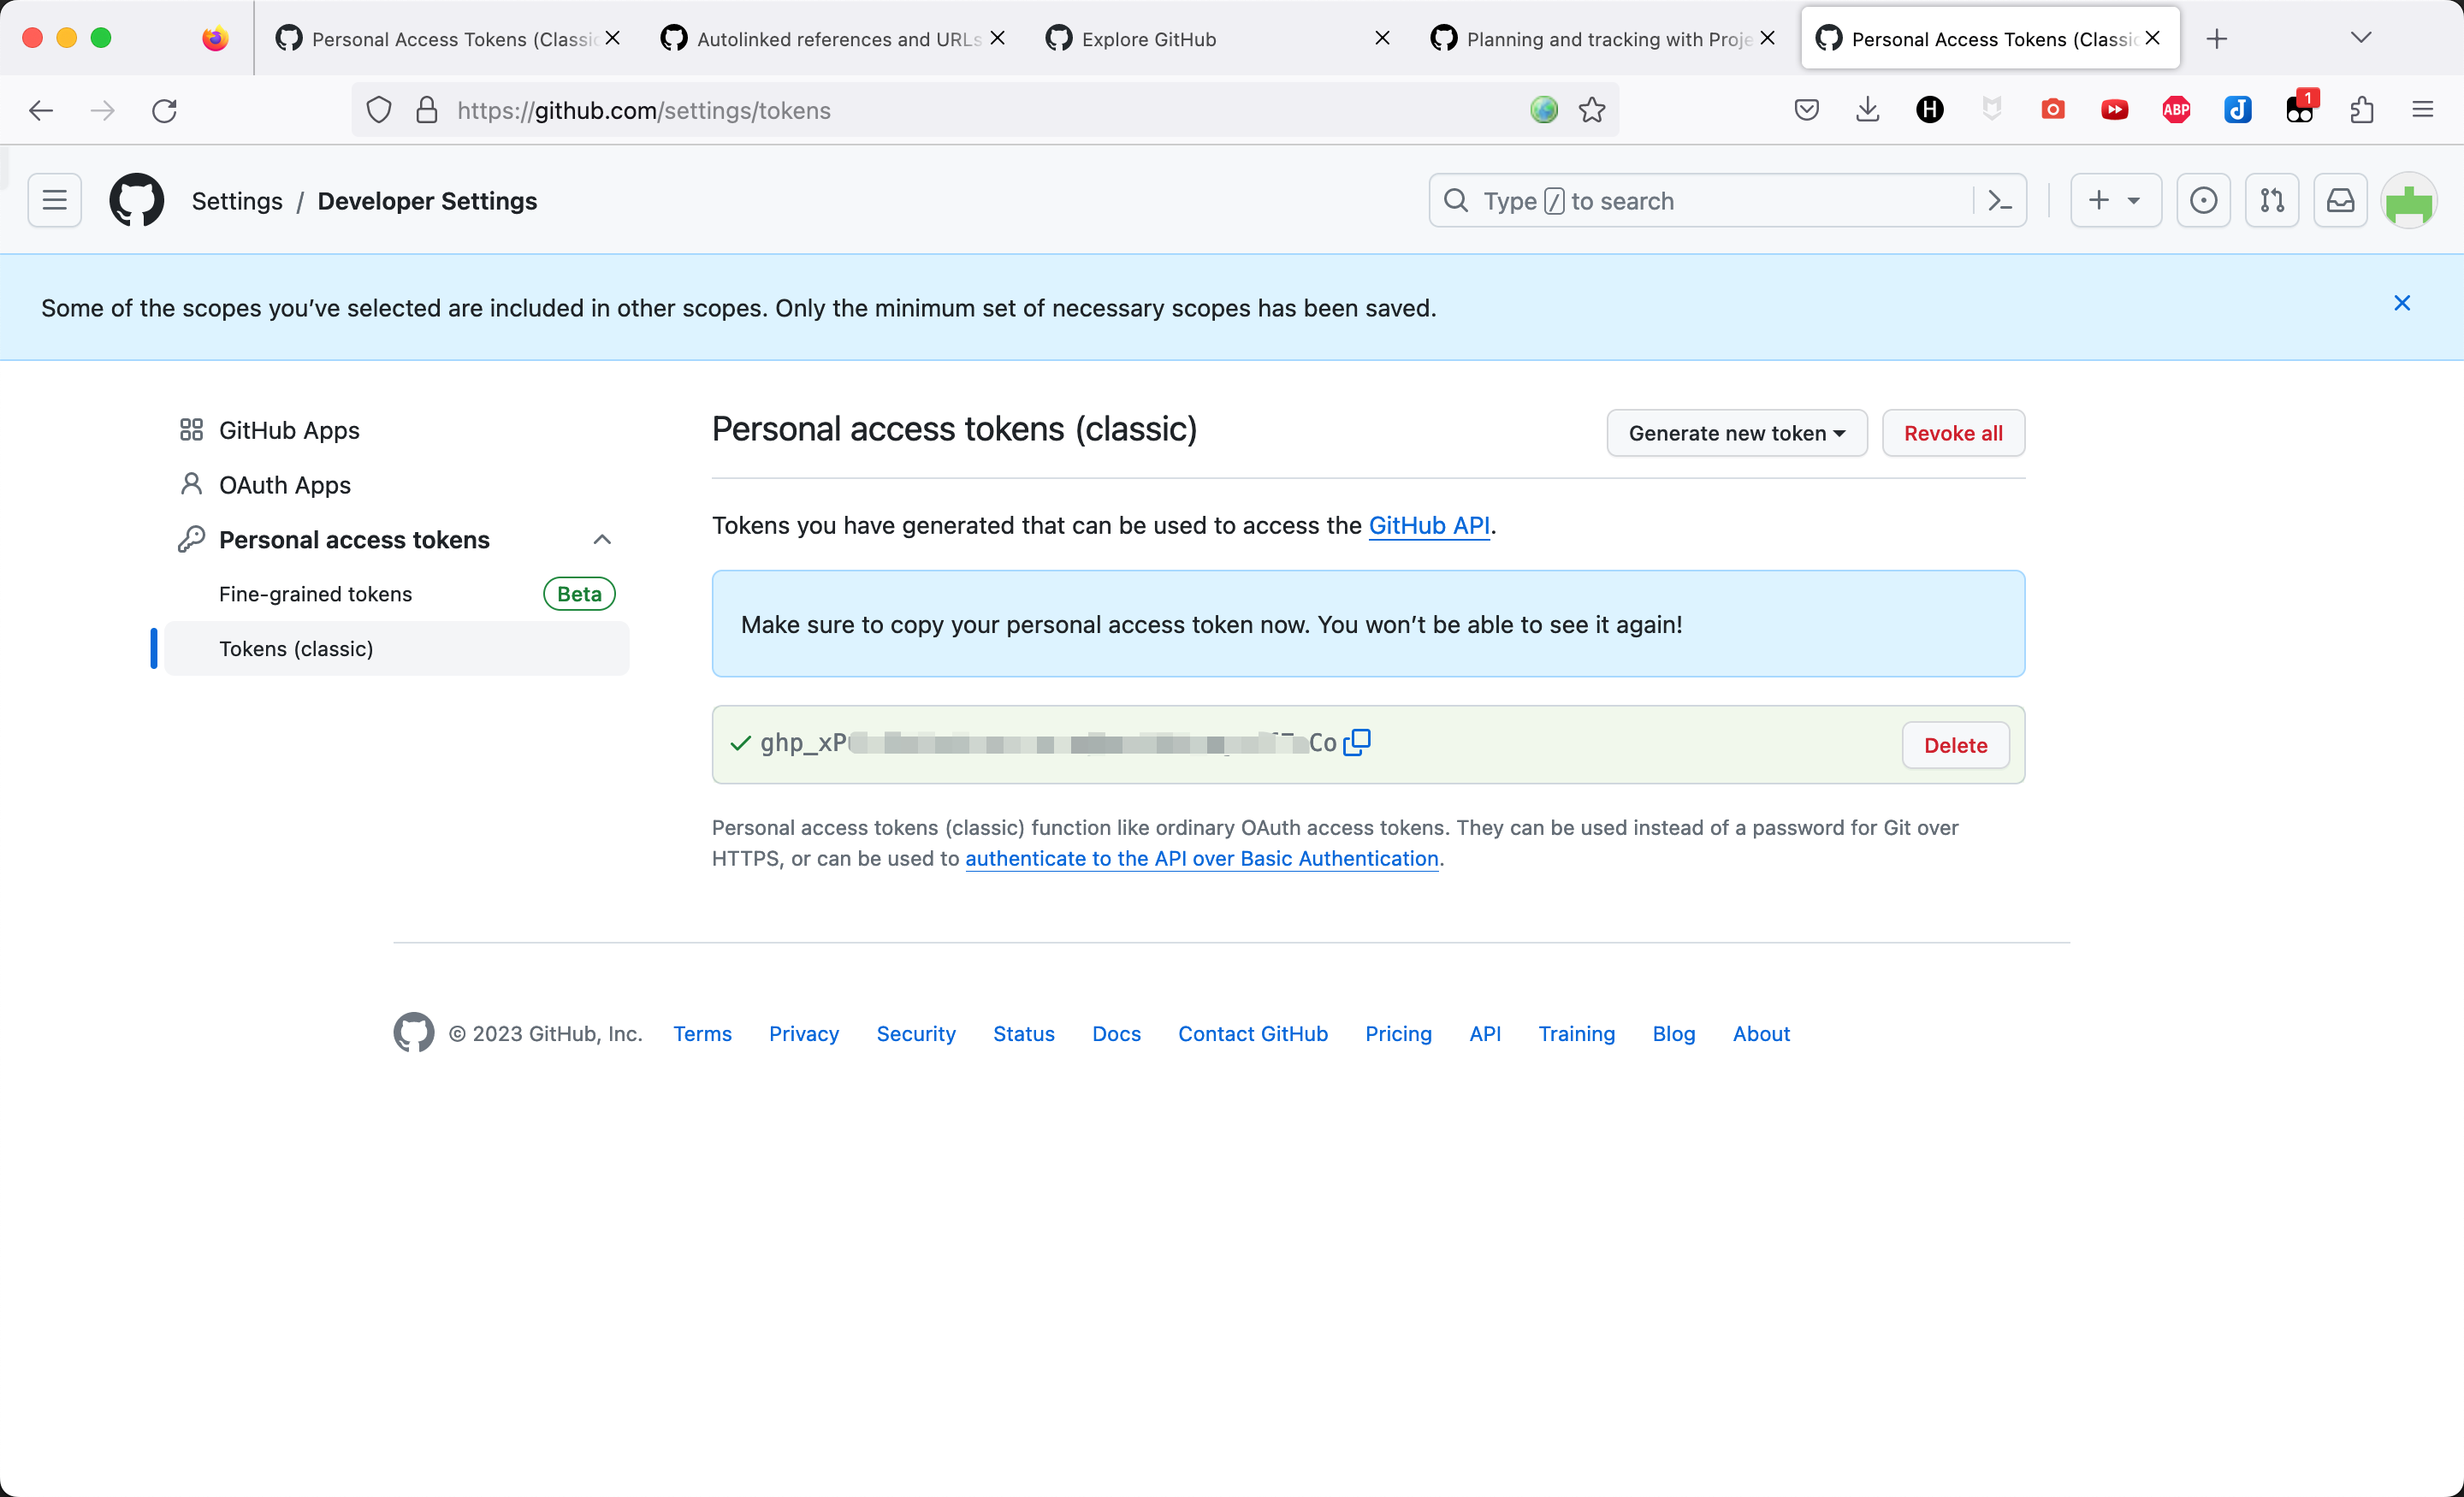 Personal Access Tokens (Classic
Autolinked references and URLs
Explore GitHub
Planning and tracking with Proje
Personal Access Tokens (Classic
https://github.com/settings/tokens
H
ABP
1
Settings / Developer Settings
Type / to search
Some of the scopes you’ve selected are included in other scopes. Only the minimum set of necessary scopes has been saved.
GitHub Apps
OAuth Apps
Personal access tokens
Fine-grained tokens Beta
Tokens (classic)
Personal access tokens (classic)
Generate new token
Revoke all
Tokens you have generated that can be used to access the GitHub API.
Make sure to copy your personal access token now. You won’t be able to see it again!
Delete
Personal access tokens (classic) function like ordinary OAuth access tokens. They can be used instead of a password for Git over
HTTPS, or can be used to authenticate to the API over Basic Authentication.
© 2023 GitHub, Inc. Terms Privacy Security Status Docs Contact GitHub Pricing API Training Blog About